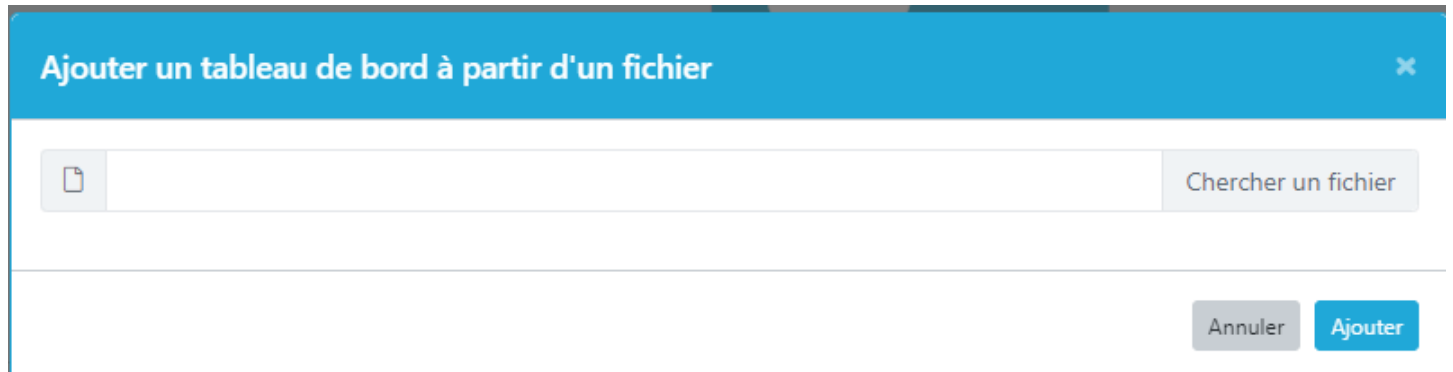 Ajouter un tableau de bord à partir d'un fichier
Chercher un fichier
Annuler
Ajouter